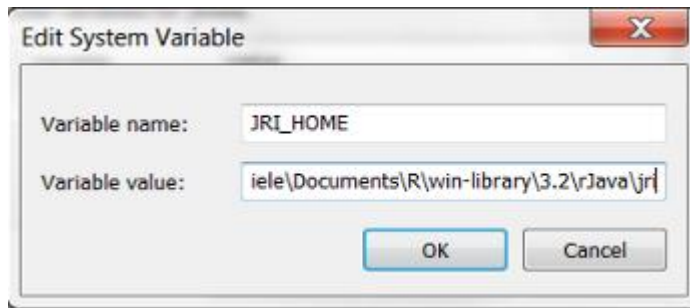 Edit System Variable
Variable name: JRI_HOME
Variable value: iele\Documents\R\win-library\3.2\rJava\jri
OK Cancel